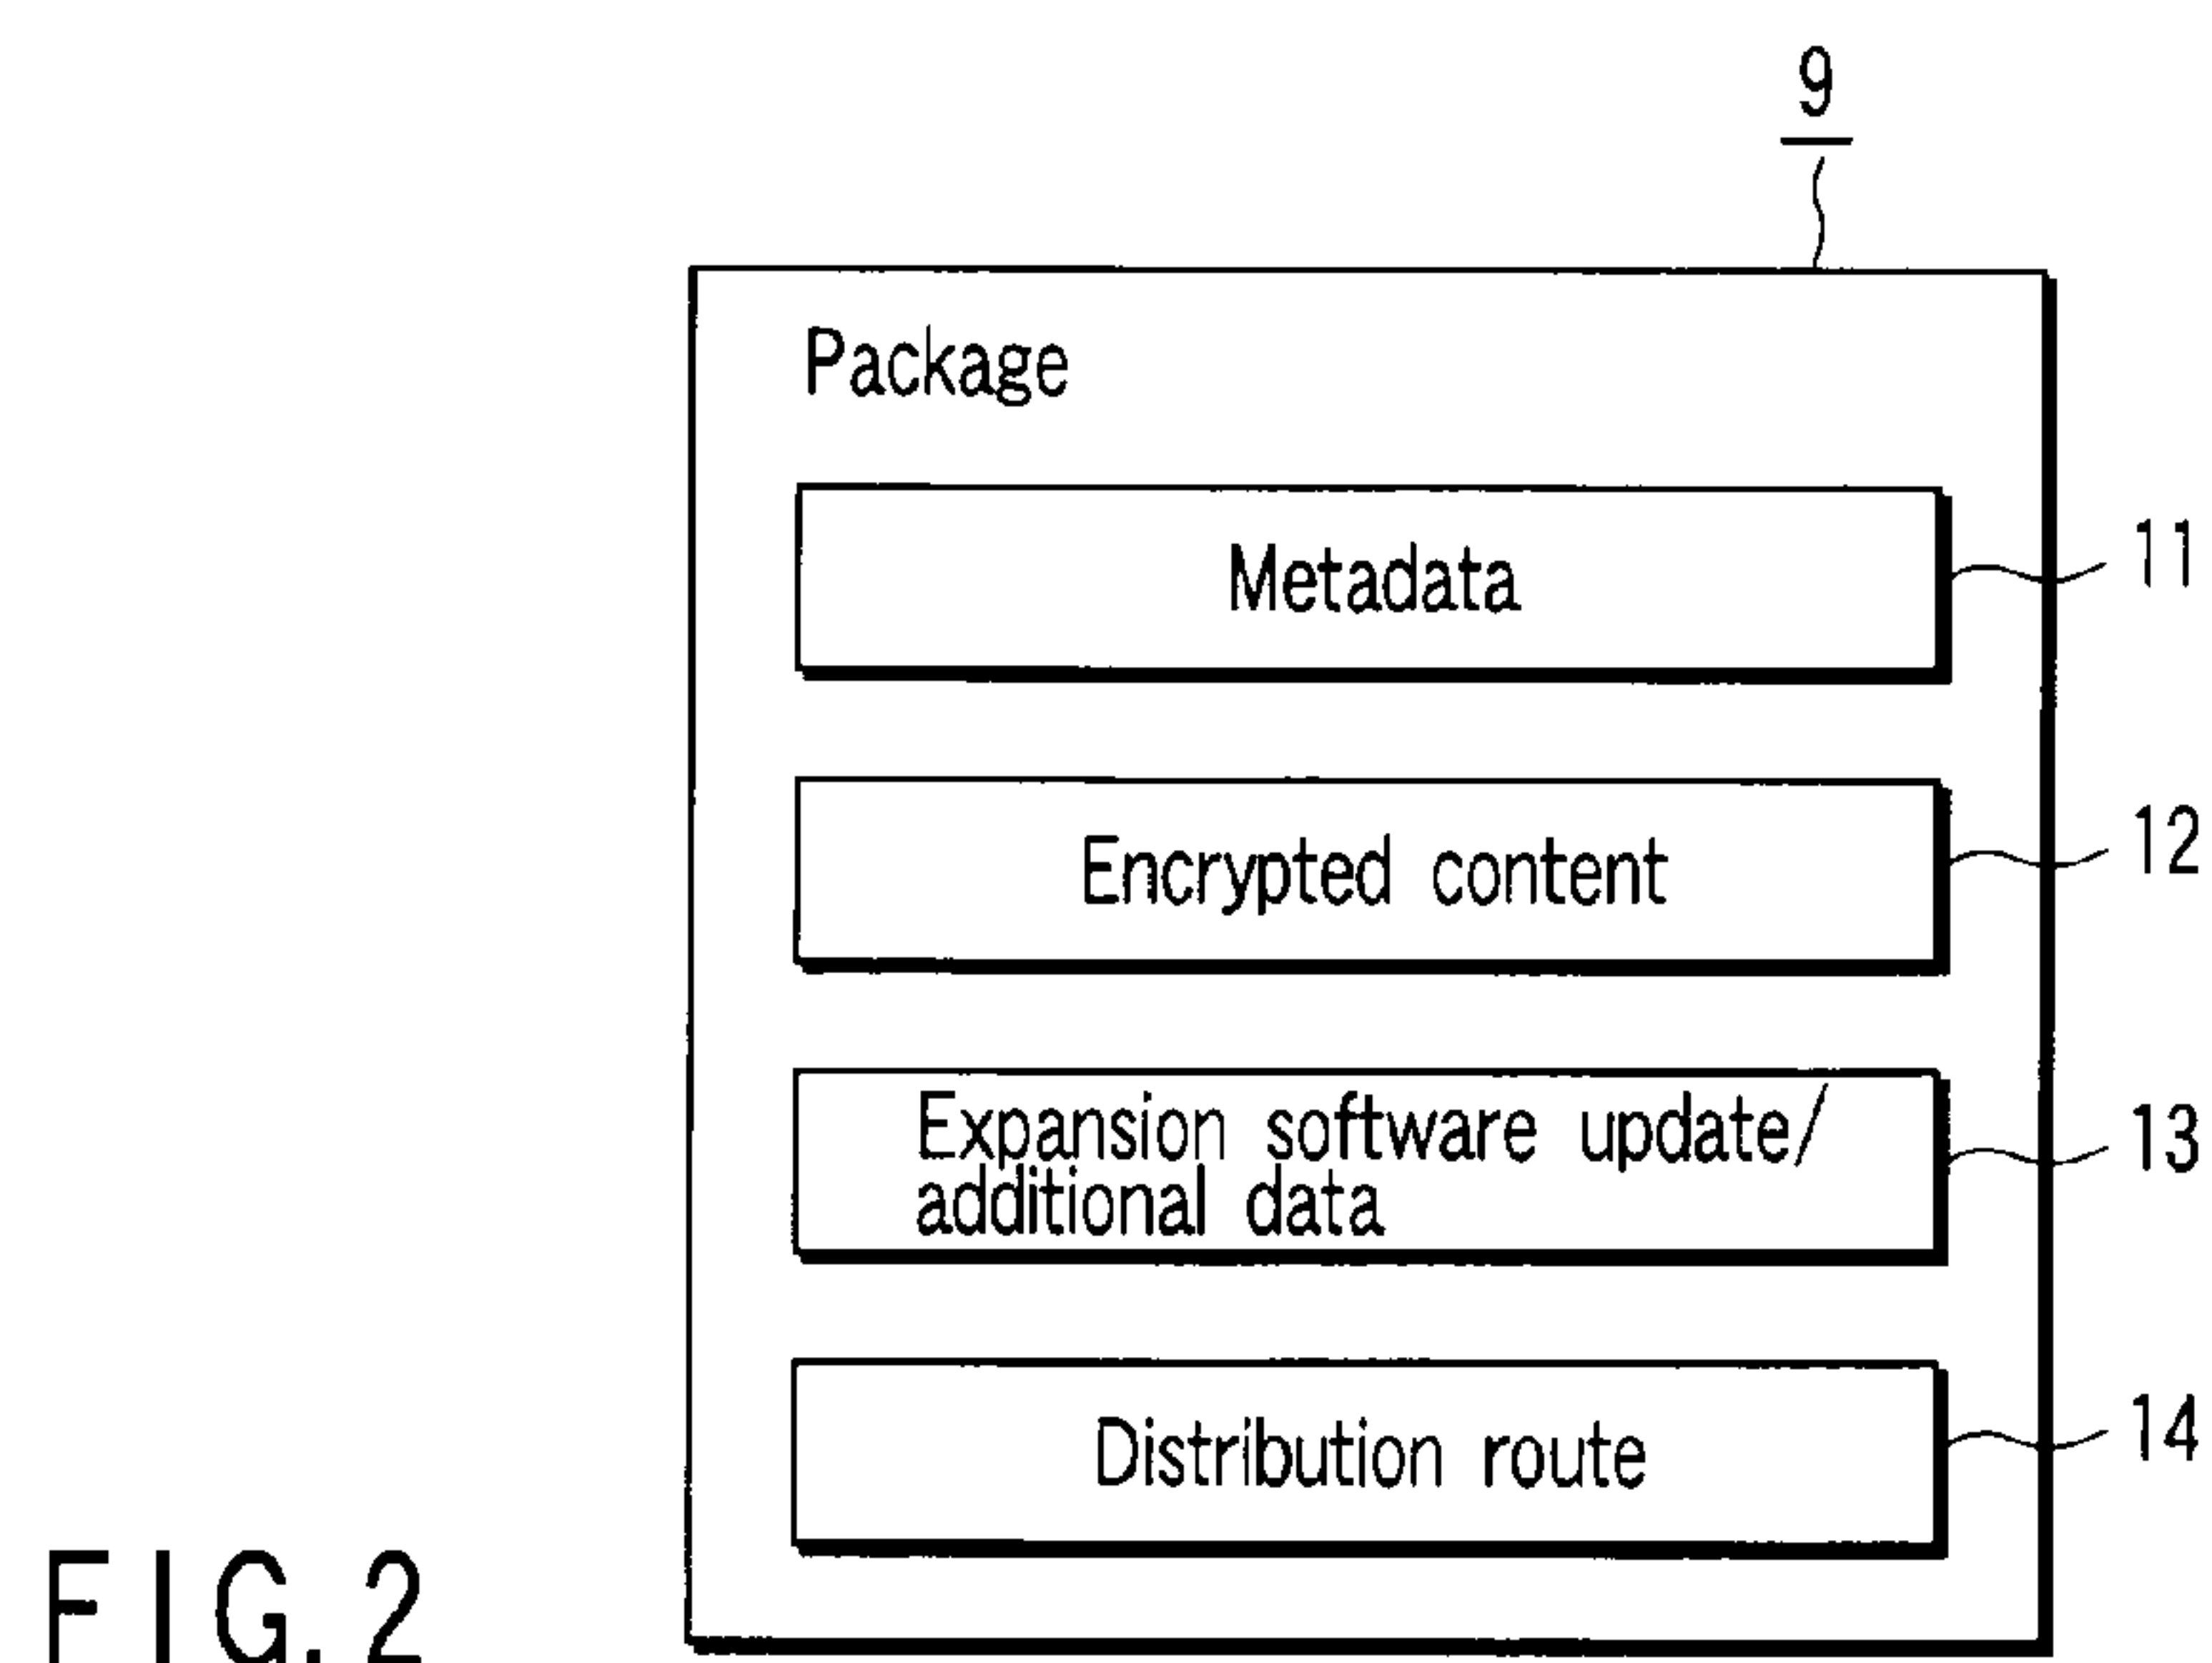 9
Package
Metadata
11
Encrypted content
12
Expansion software update/
additional data
13
Distribution route
14
FIG.2